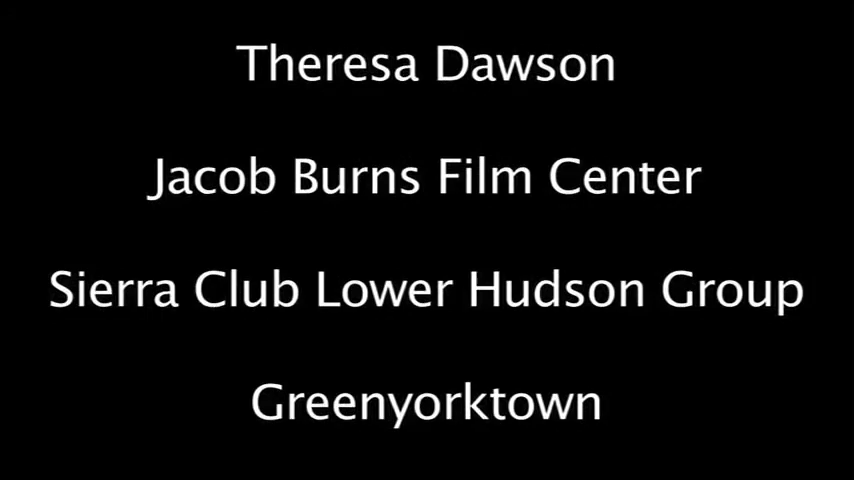 Theresa Dawson
Jacob Burns Film Center
Sierra Club Lower Hudson Group
Greenyorktown